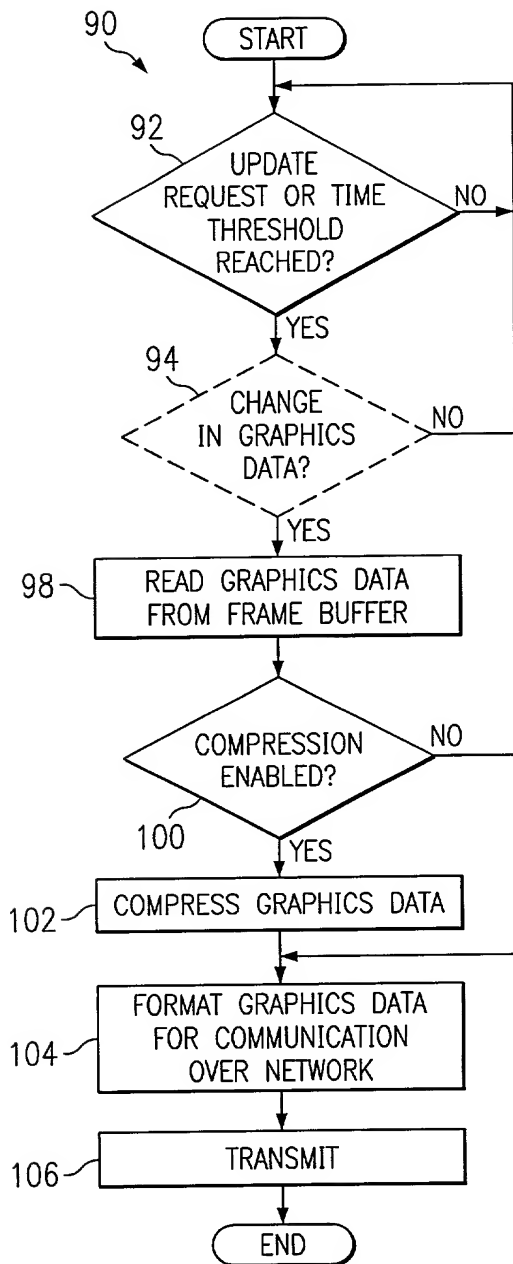 90
START
92
UPDATE
REQUEST OR TIME
THRESHOLD
REACHED?
NO
YES
94
CHANGE
IN GRAPHICS
DATA?
NO
YES
98
READ GRAPHICS DATA
FROM FRAME BUFFER
COMPRESSION
ENABLED?
NO
100
YES
102
COMPRESS GRAPHICS DATA
104
FORMAT GRAPHICS DATA
FOR COMMUNICATION
OVER NETWORK
106
TRANSMIT
END